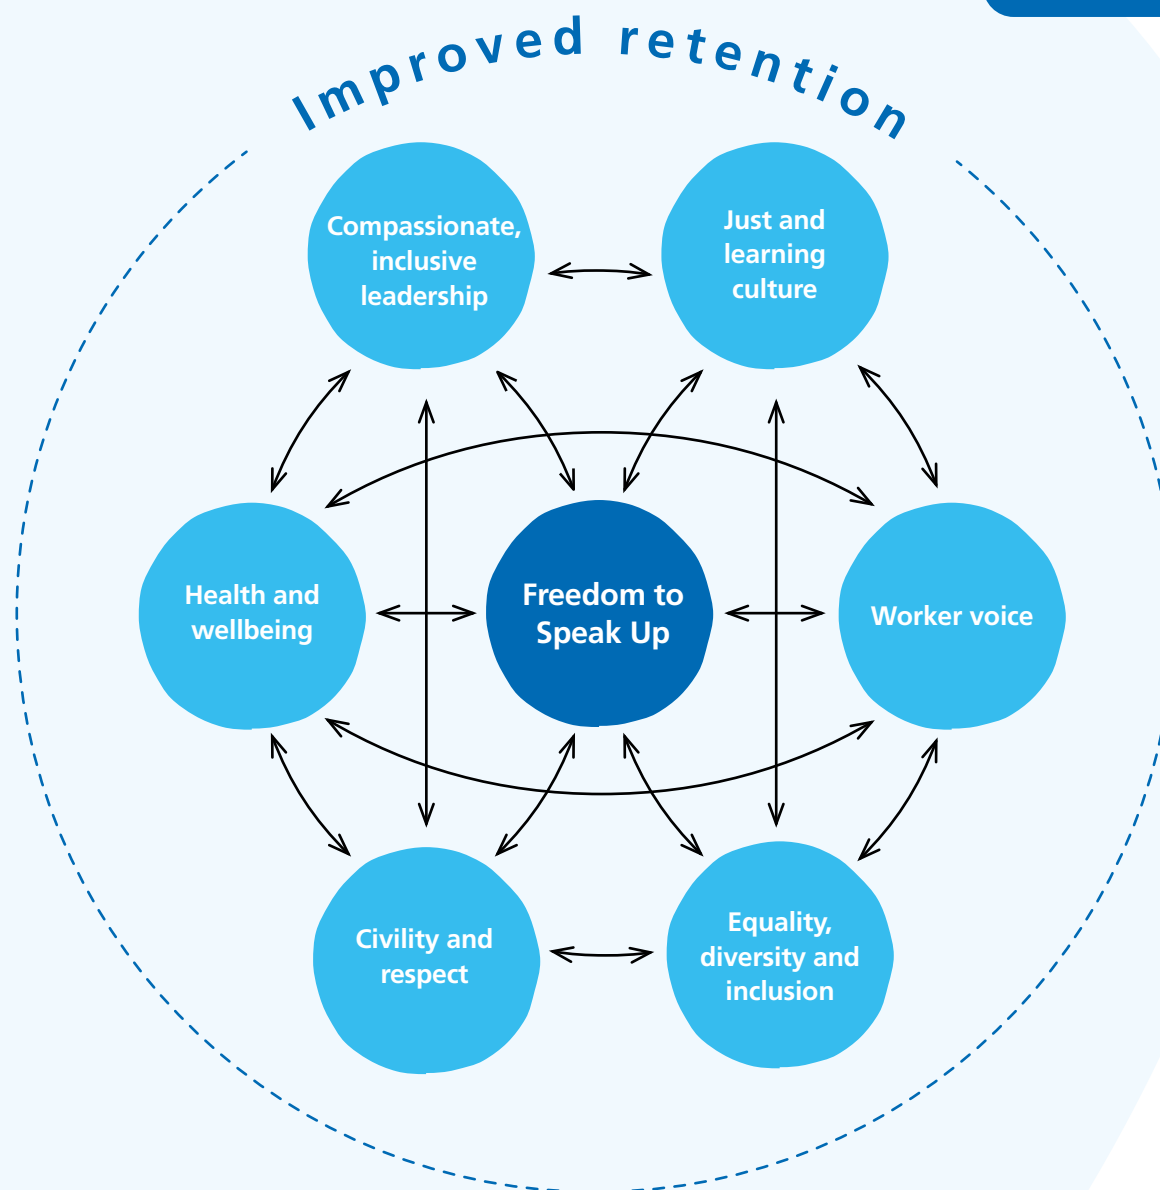 Improved retention
Compassionate,
inclusive
leadership
Just and
learning
culture
Health and
wellbeing
Freedom to
Speak Up
Worker voice
Civility and
respect
Equality,
diversity and
inclusion